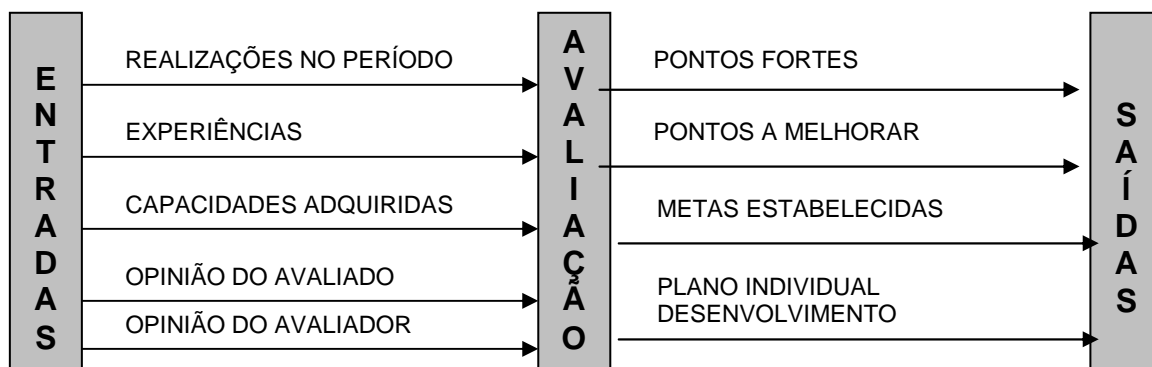 ENTRADAS
REALIZAÇÕES NO PERÍODO
EXPERIÊNCIAS
CAPACIDADES ADQUIRIDAS
OPINIÃO DO AVALIADO
OPINIÃO DO AVALIADOR
AVALIAÇÃO
PONTOS FORTES
PONTOS A MELHORAR
METAS ESTABELECIDAS
PLANO INDIVIDUAL
DESENVOLVIMENTO
SAÍDAS